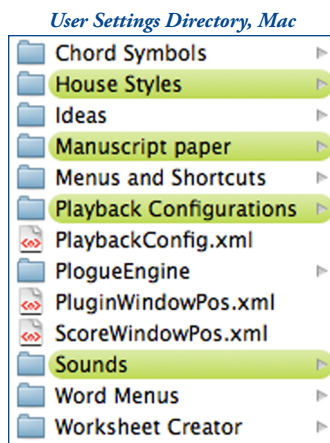 User Settings Directory, Mac
Chord Symbols
House Styles
Ideas
Manuscript paper
Menus and Shortcuts
Playback Configurations
PlaybackConfig.xml
PlogueEngine
PluginWindowPos.xml
ScoreWindowPos.xml
Sounds
Word Menus
Worksheet Creator